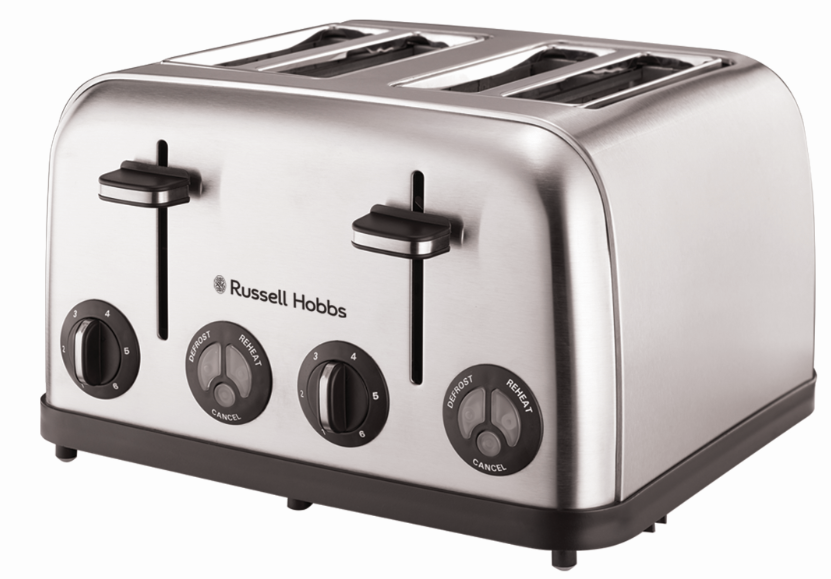 Russell Hobbs
3 4
2 5
6
DEFROST REHEAT
CANCEL
3 4
2 5
6
DEFROST REHEAT
CANCEL